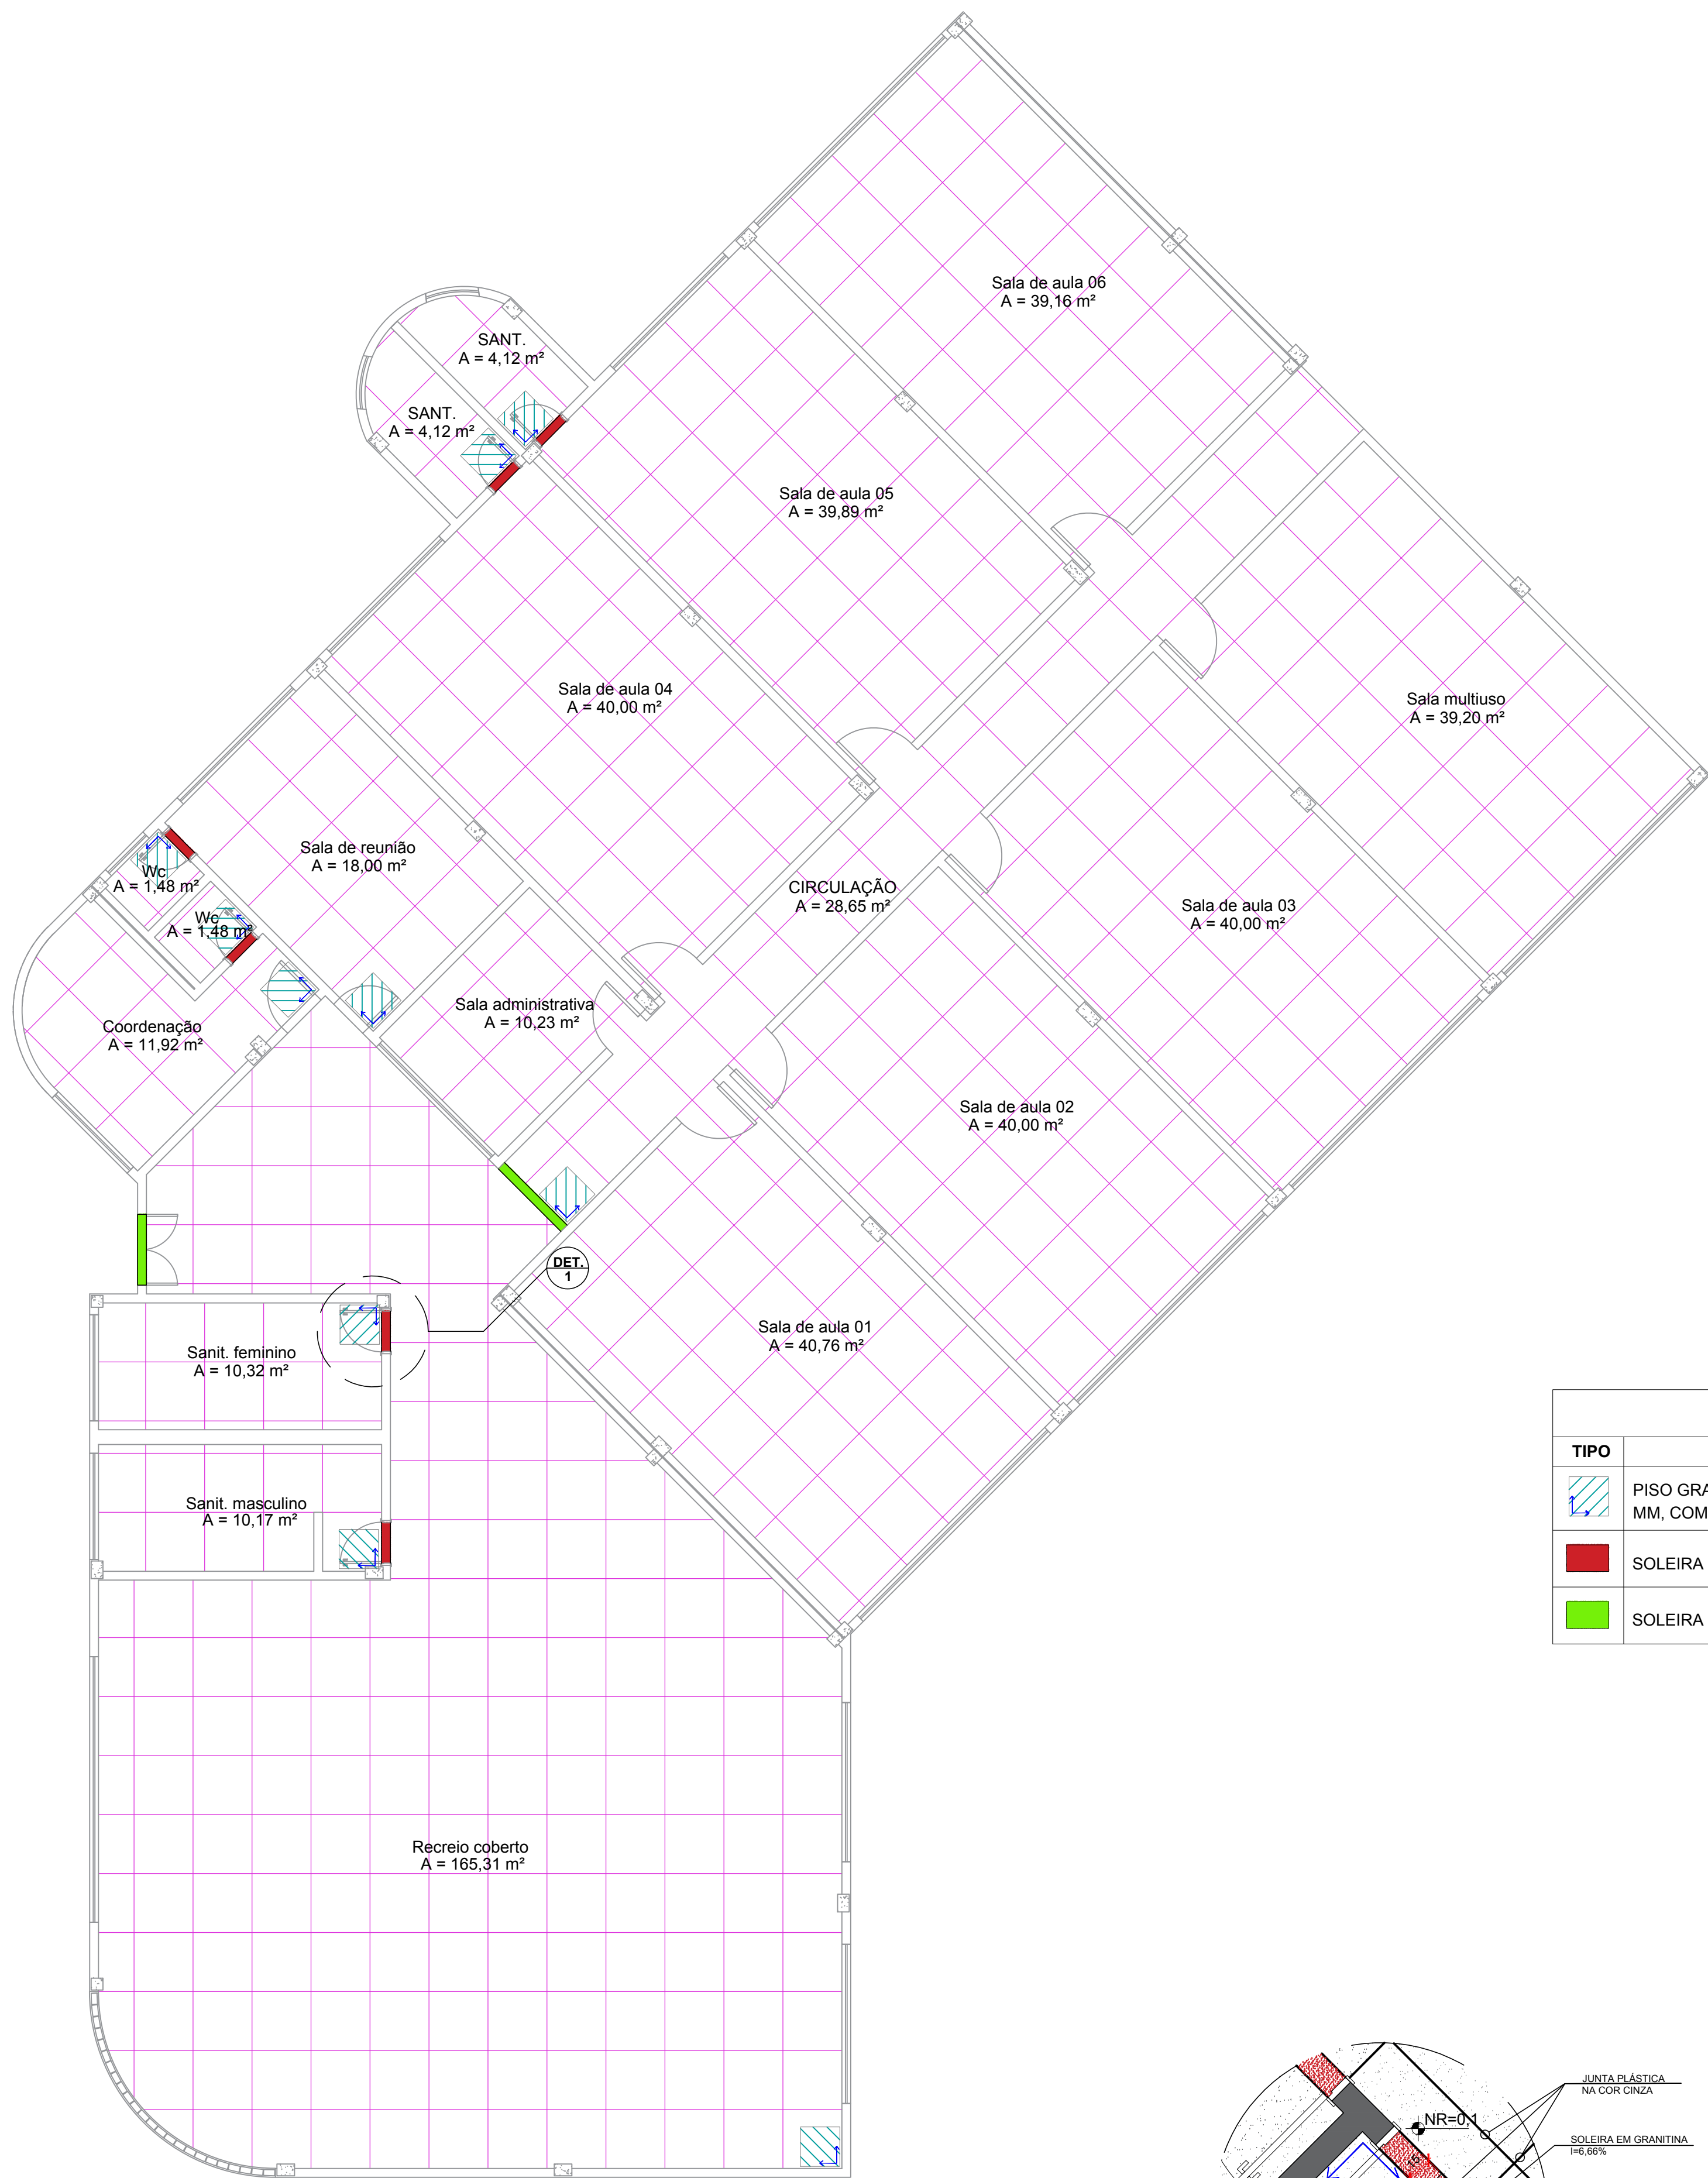 Sala de aula 06
A = 39,16 m²
SANT.
A = 4,12 m²
SANT.
A = 4,12 m²
Sala de aula 05
A = 39,89 m²
Sala de aula 04
A = 40,00 m²
Sala multiuso
A = 39,20 m²
Sala de reunião
A = 18,00 m²
Wc
A = 1,48 m²
Wc
A = 1,48 m²
CIRCULAÇÃO
A = 28,65 m²
Sala de aula 03
A = 40,00 m²
Sala administrativa
A = 10,23 m²
Coordenação
A = 11,92 m²
Sala de aula 02
A = 40,00 m²
DET.
1
Sala de aula 01
A = 40,76 m²
Sanit. feminino
A = 10,32 m²
Sanit. masculino
A = 10,17 m²
TIPO
PISO GRA
MM, COM
SOLEIRA
SOLEIRA
Recreio coberto
A = 165,31 m²
JUNTA PLÁSTICA
NA COR CINZA
NR=0,1
SOLEIRA EM GRANITINA
I=6,66%
15